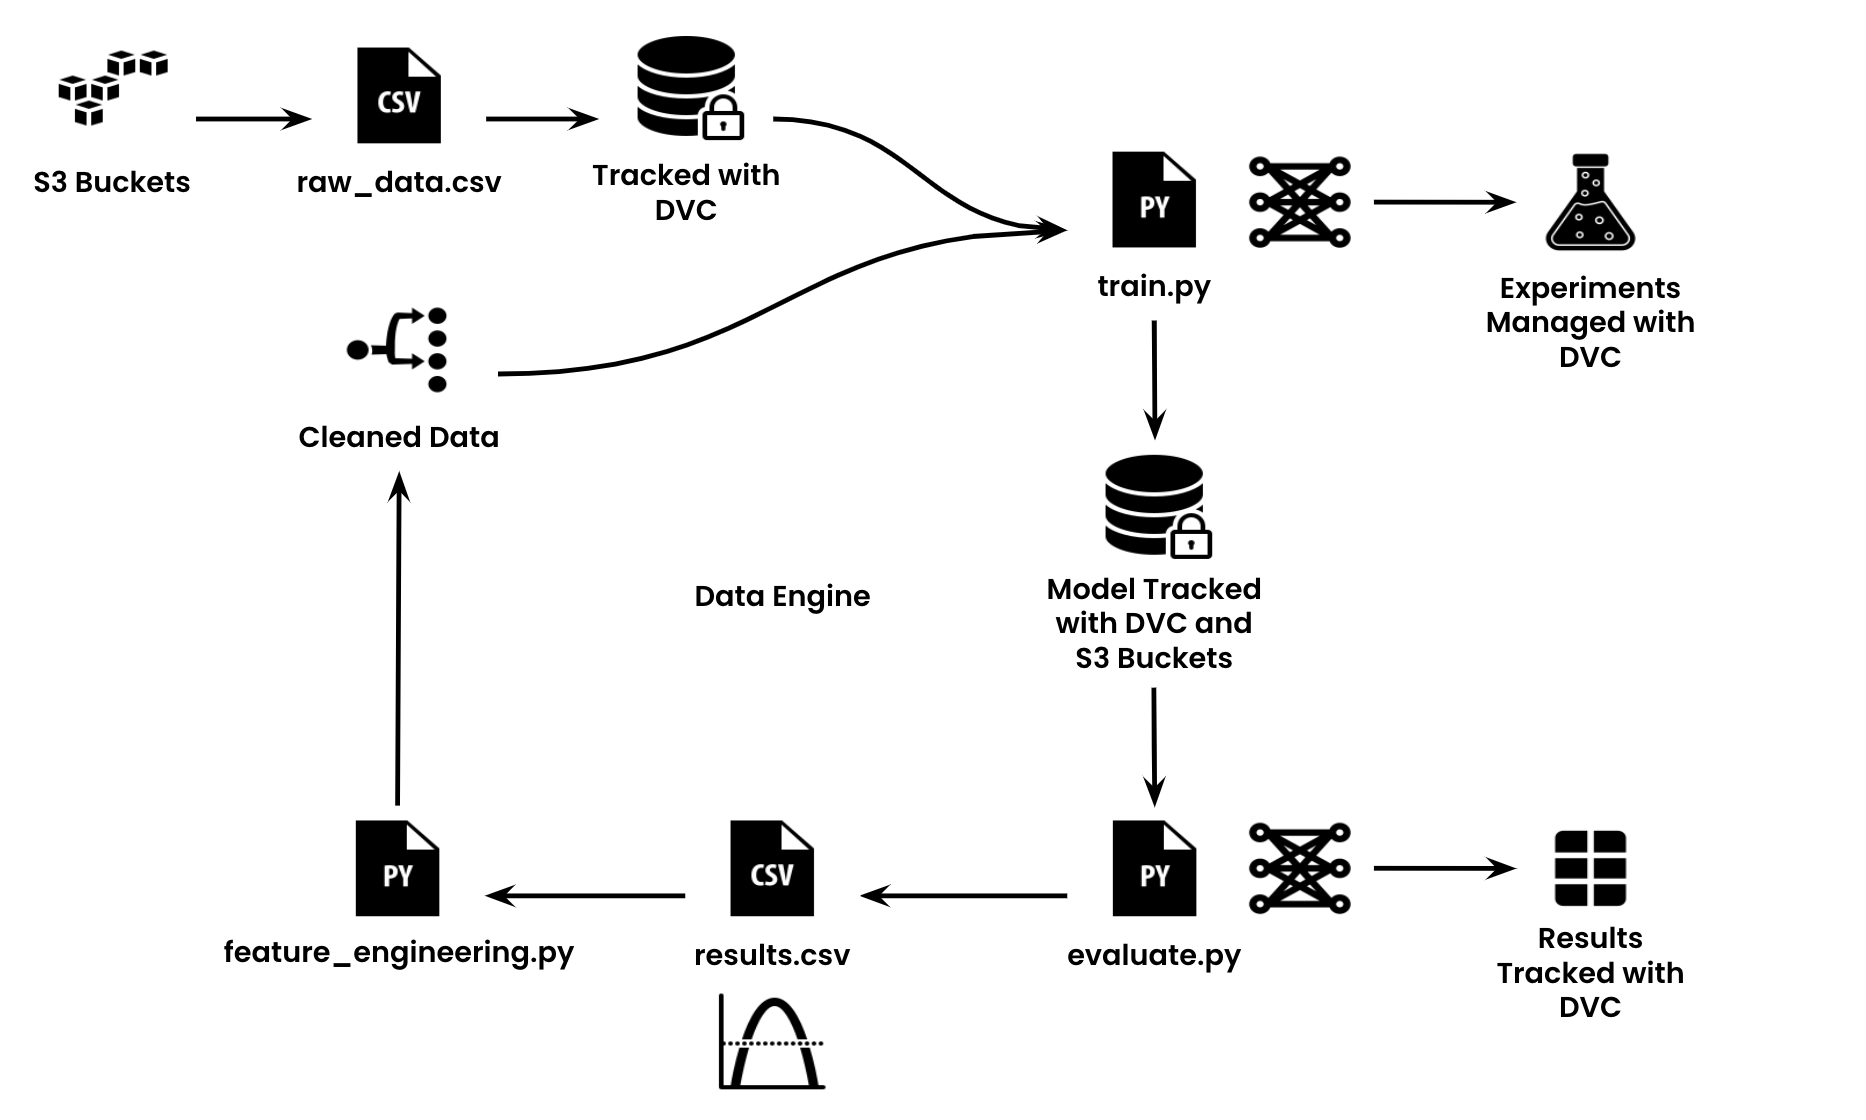 CSV
S3 Buckets
raw_data.csv
Tracked with
DVC
PY
train.py
Experiments
Managed with
DVC
Cleaned Data
Data Engine
Model Tracked
with DVC and
S3 Buckets
PY
feature_engineering.py
CSV
results.csv
PY
evaluate.py
Results
Tracked with
DVC